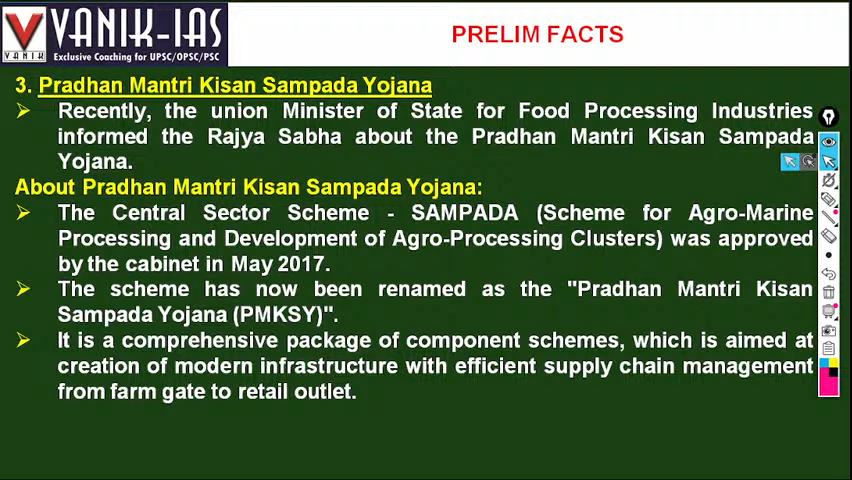 VANIK-IAS
Exclusive Coaching for UPSC/OPSC/PSC
VANIK
PRELIM FACTS
3. Pradhan Mantri Kisan Sampada Yojana
➢ Recently, the union Minister of State for Food Processing Industries
informed the Rajya Sabha about the Pradhan Mantri Kisan Sampada
Yojana.
About Pradhan Mantri Kisan Sampada Yojana:
➢ The Central Sector Scheme - SAMPADA (Scheme for Agro-Marine
Processing and Development of Agro-Processing Clusters) was approved
by the cabinet in May 2017.
➢ The scheme has now been renamed as the "Pradhan Mantri Kisan
Sampada Yojana (PMKSY)".
➢ It is a comprehensive package of component schemes, which is aimed at
creation of modern infrastructure with efficient supply chain management
from farm gate to retail outlet.